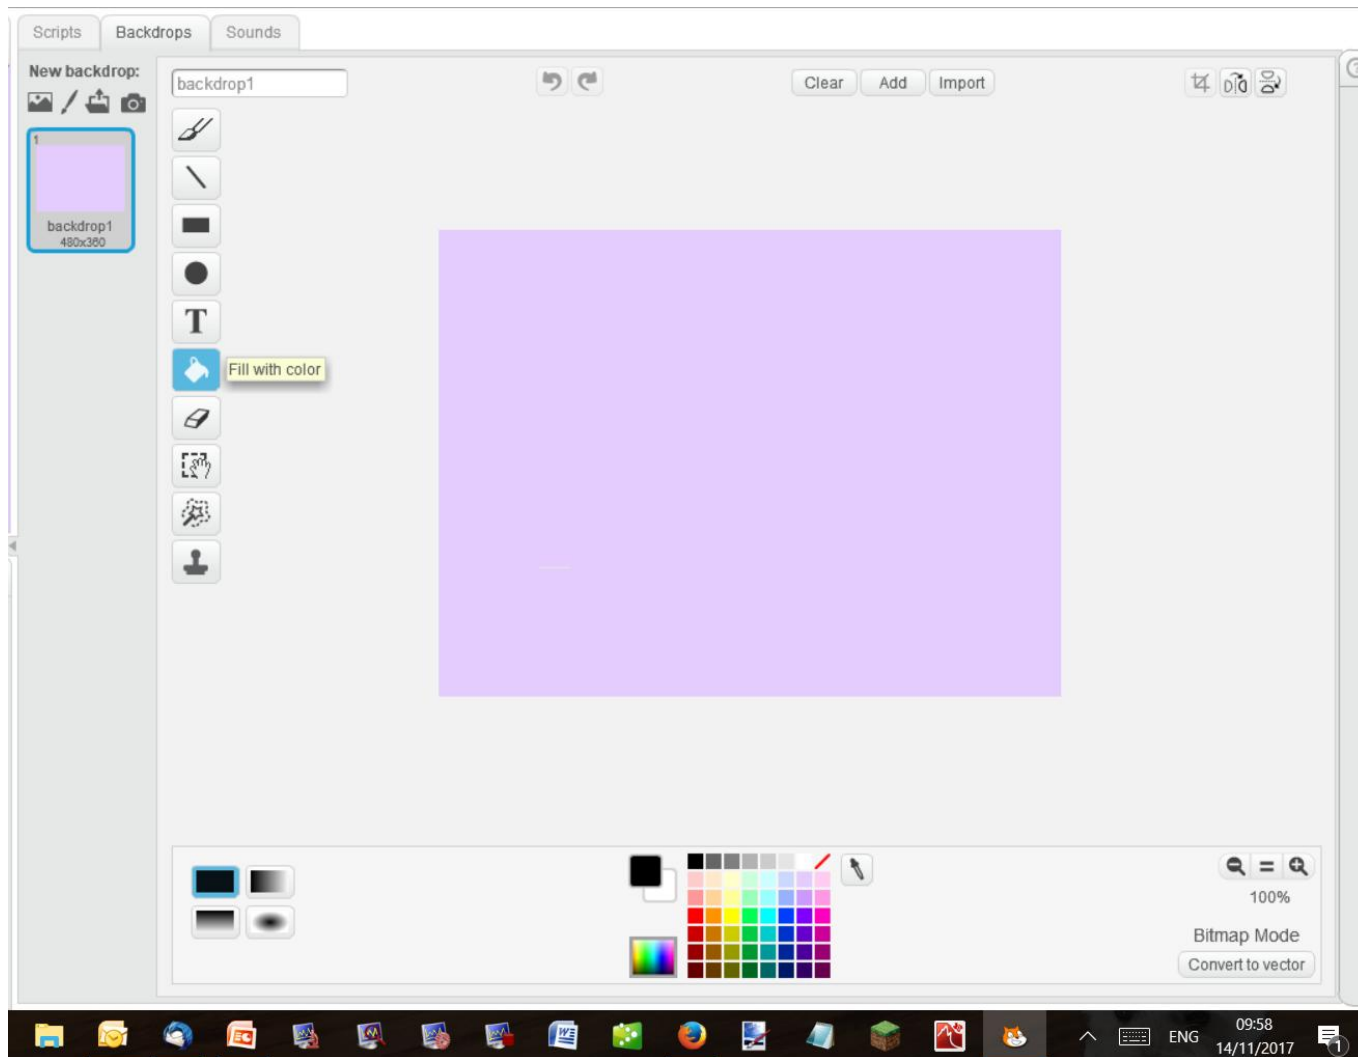 Scripts Backdrops Sounds
New backdrop:
backdrop1
Clear Add Import
1
backdrop1
480x360
T
Fill with color
100%
Bitmap Mode
Convert to vector
ENG
09:58
14/11/2017
1